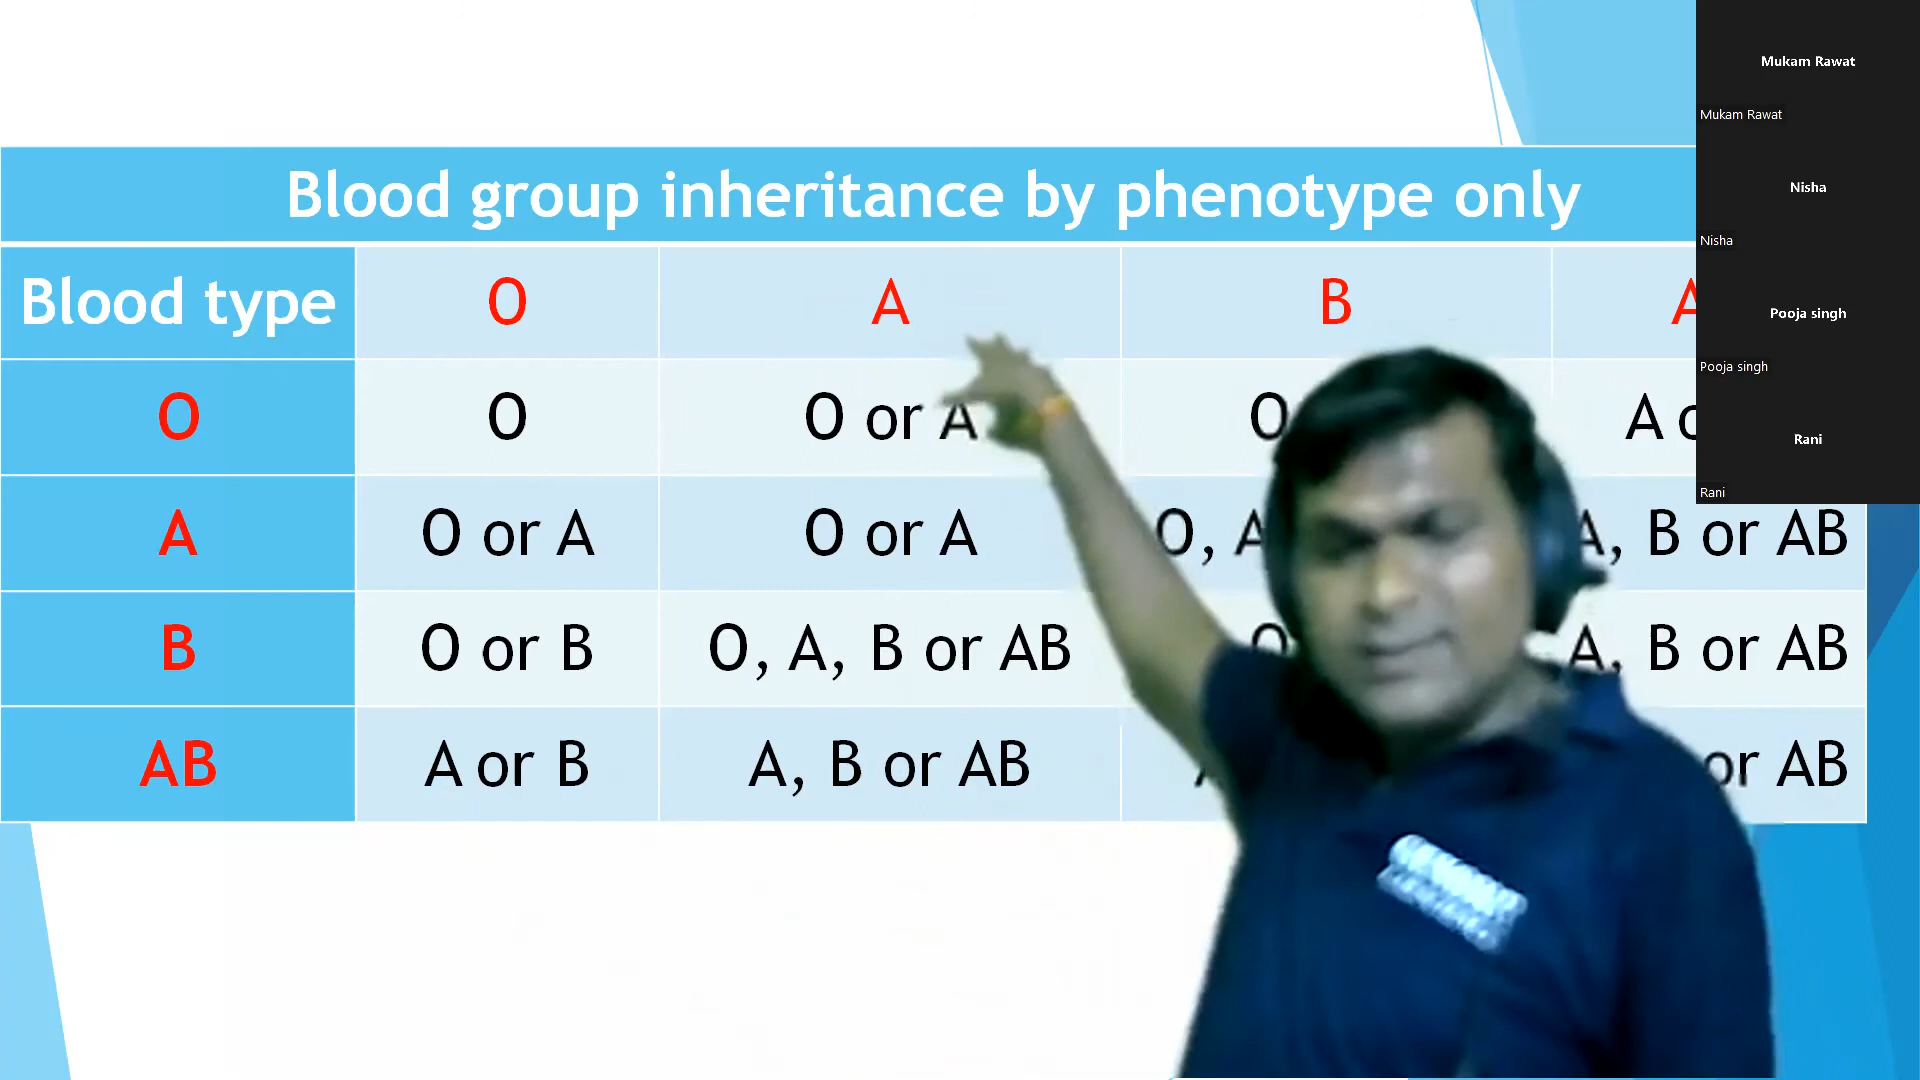 Blood group inheritance by phenotype only
Blood type O A B
O O O or A O A
A O or A O or A O, A A, B or AB
B O or B O, A, B or AB O A, B or AB
AB A or B A, B or AB or AB
Mukam Rawat
Mukam Rawat
Nisha
Nisha
Pooja singh
Pooja singh
Rani
Rani